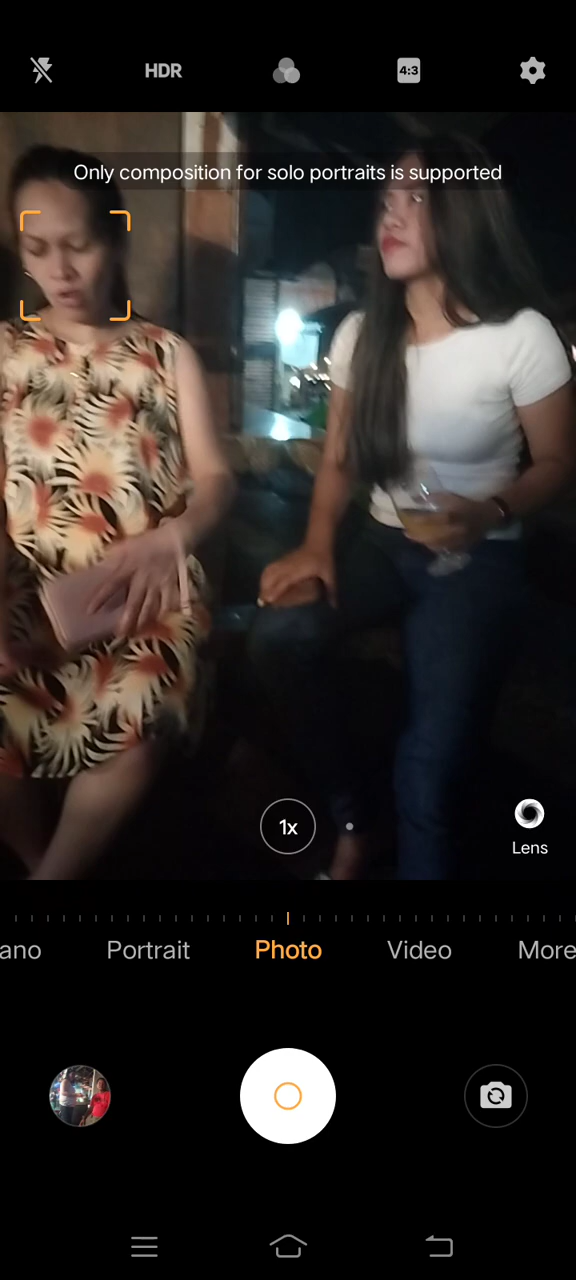 HDR
4:3
Only composition for solo portraits is supported
1x
Lens
ano Portrait Photo Video More